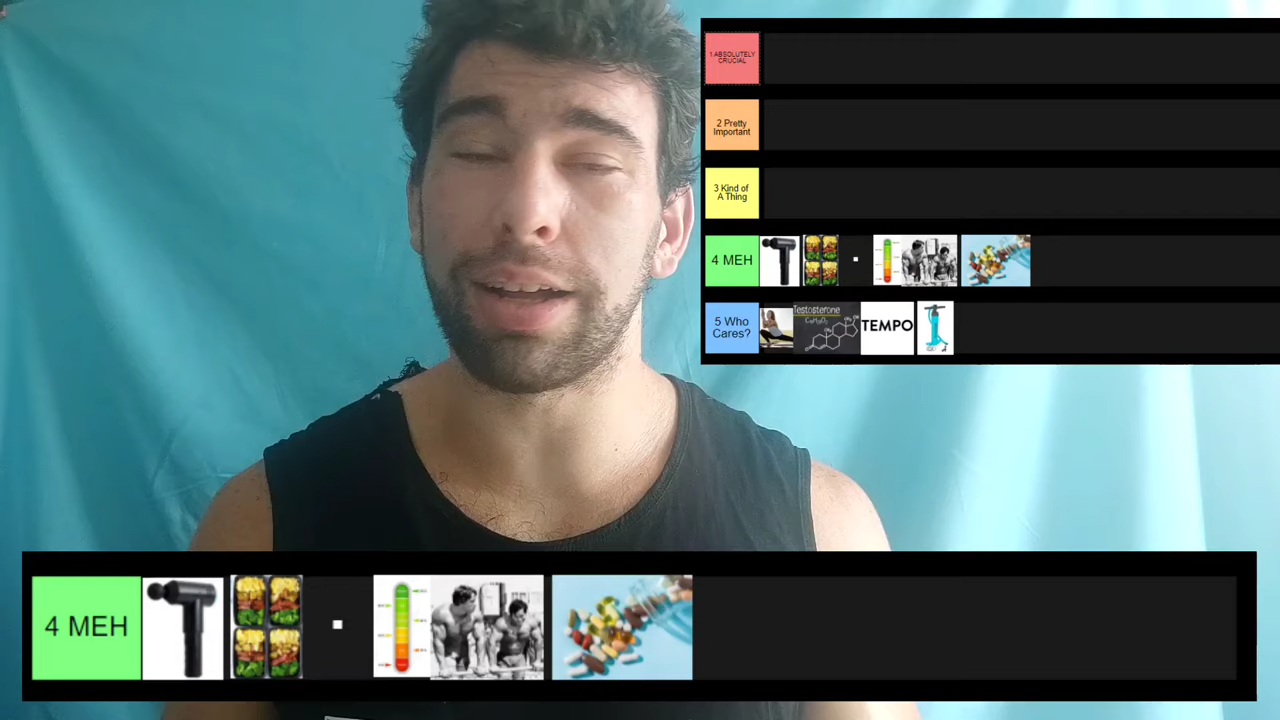 1 ABSOLUTELY
CRUCIAL
2 Pretty
Important
3 Kind of
A Thing
4 MEH
5 Who
Cares?
Testosterone
TEMPO
4 MEH